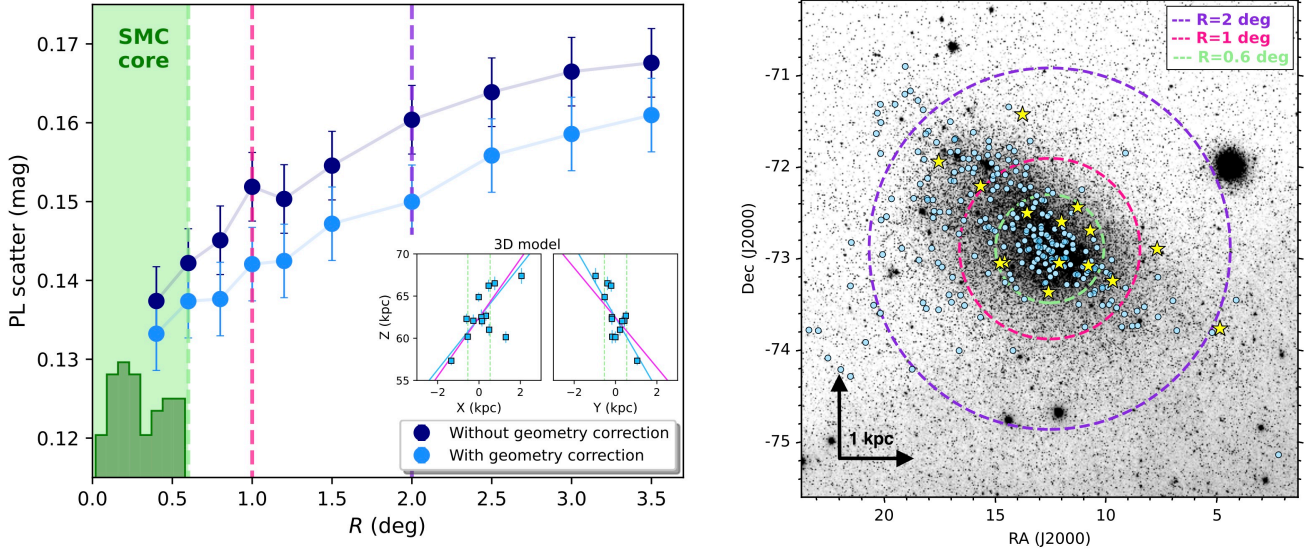 SMC
core
0.17
0.16
0.15
0.14
0.13
0.12
PL scatter (mag)
0.0 0.5 1.0 1.5 2.0 2.5 3.0 3.5
R (deg)
3D model
70
65
60
55
Z (kpc)
−2 0 2
X (kpc)
−2 0 2
Y (kpc)
Without geometry correction
With geometry correction
R=2 deg
R=1 deg
R=0.6 deg
-71
-72
-73
-74
-75
Dec (J2000)
1 kpc
20 15 10 5
RA (J2000)